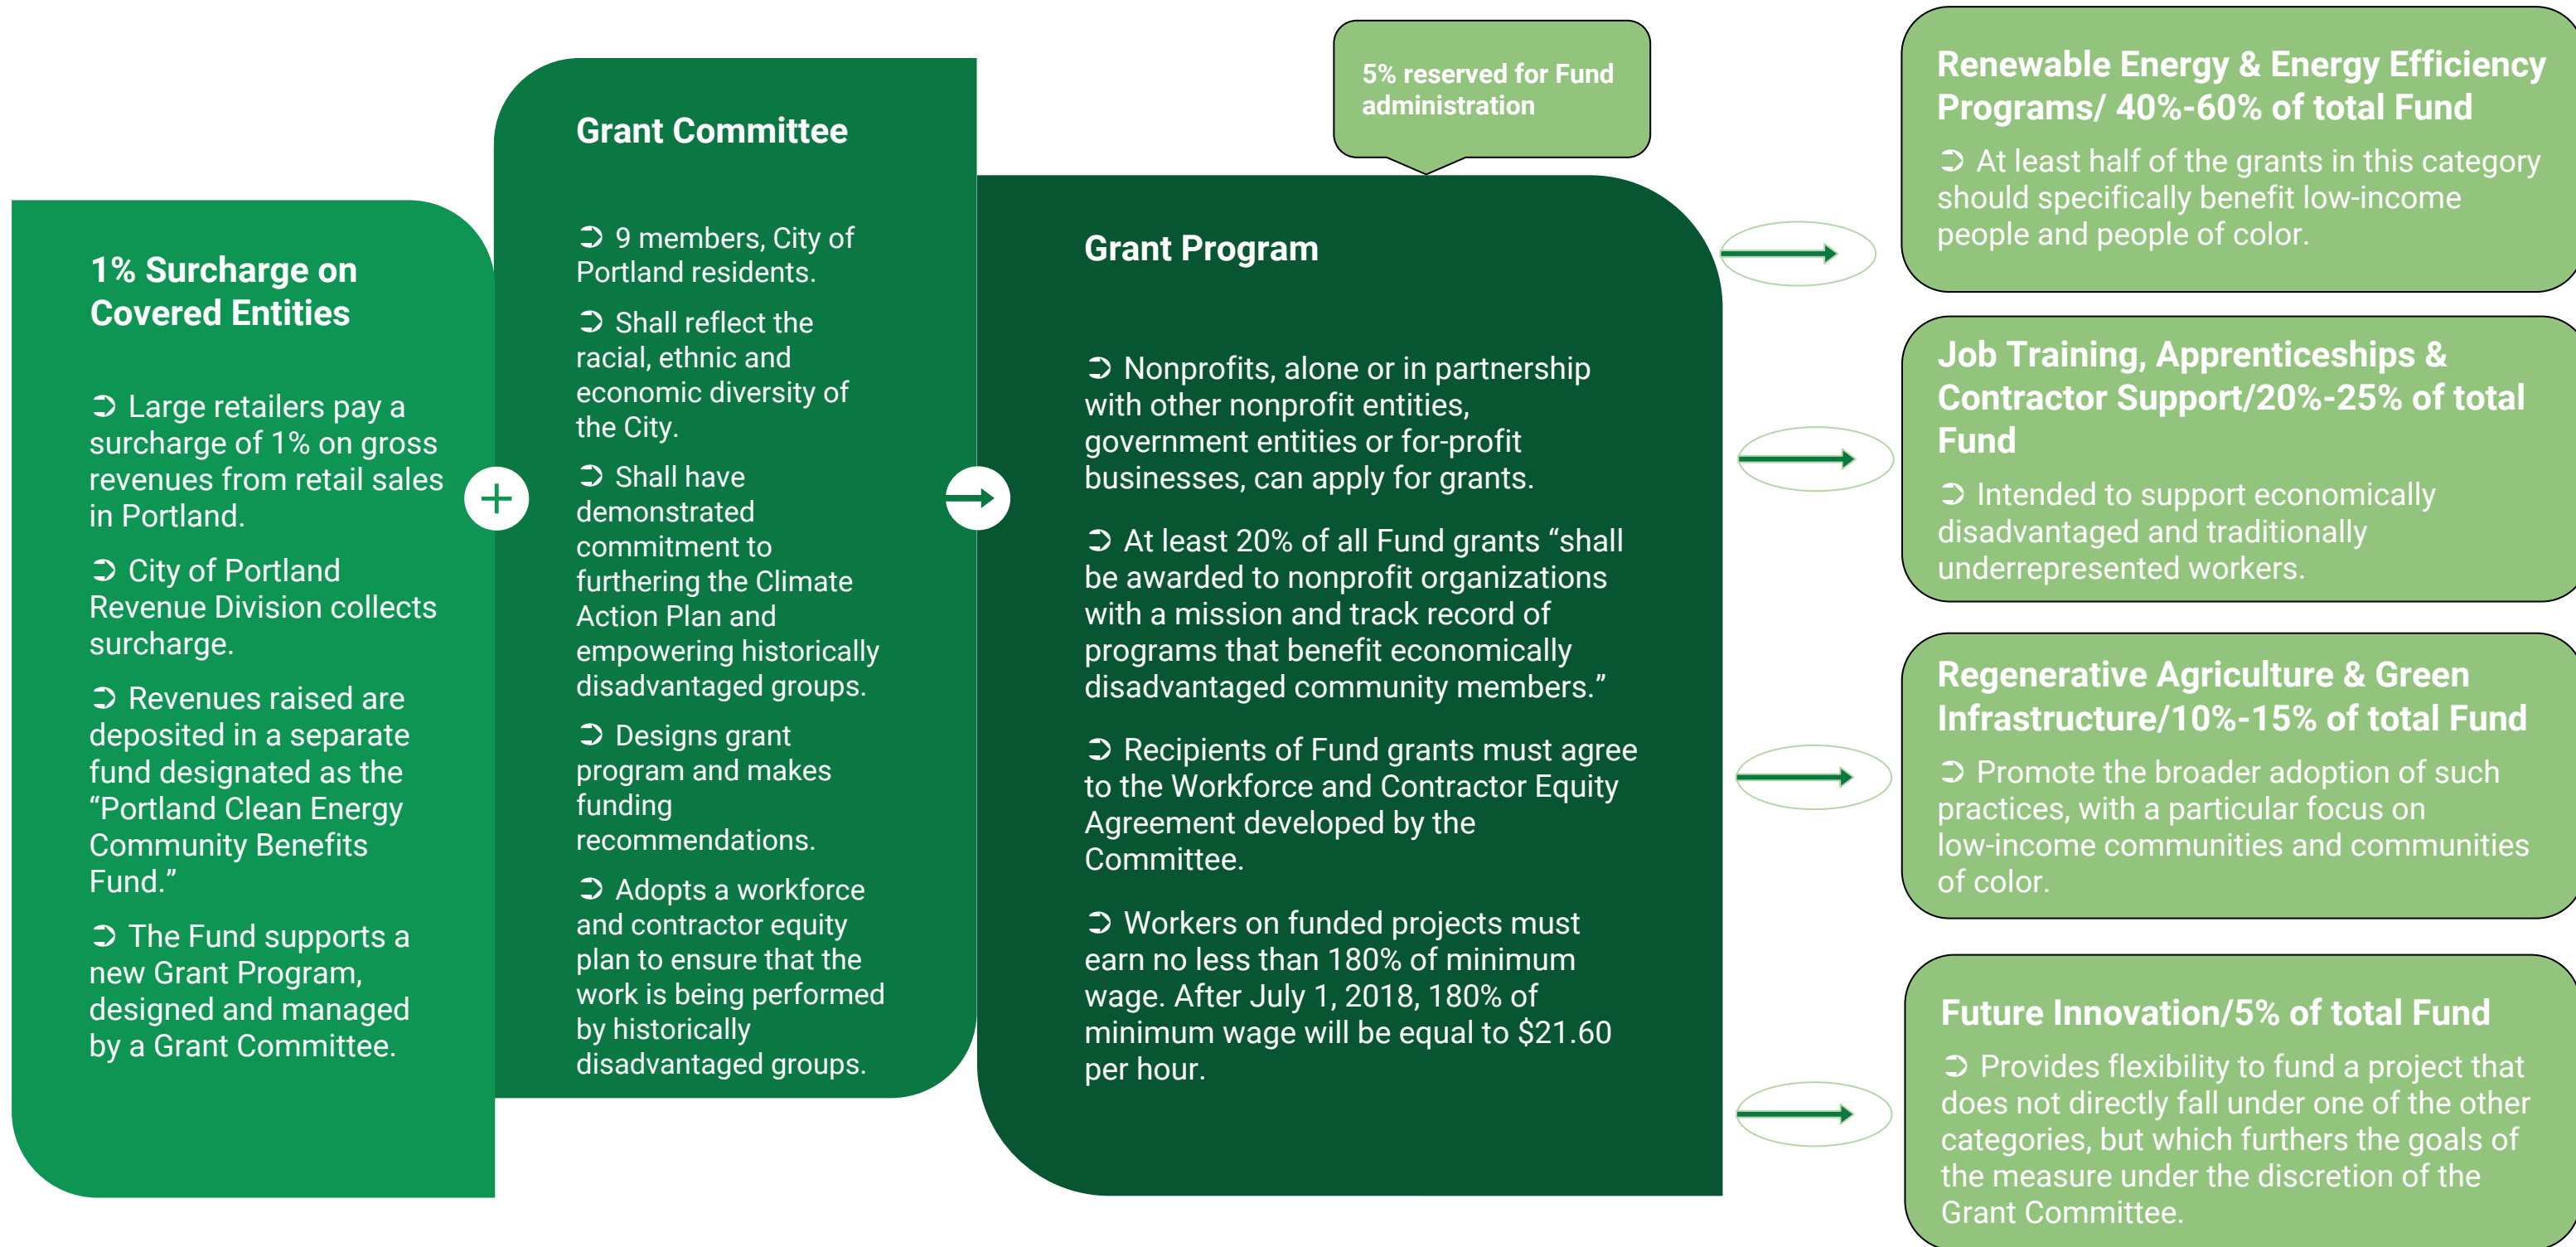 1% Surcharge on
Covered Entities
➲ Large retailers pay a
surcharge of 1% on gross
revenues from retail sales
in Portland.
➲ City of Portland
Revenue Division collects
surcharge.
➲ Revenues raised are
deposited in a separate
fund designated as the
“Portland Clean Energy
Community Benefits
Fund.”
➲ The Fund supports a
new Grant Program,
designed and managed
by a Grant Committee.
+
Grant Committee
➲ 9 members, City of
Portland residents.
➲ Shall reflect the
racial, ethnic and
economic diversity of
the City.
➲ Shall have
demonstrated
commitment to
furthering the Climate
Action Plan and
empowering historically
disadvantaged groups.
➲ Designs grant
program and makes
funding
recommendations.
➲ Adopts a workforce
and contractor equity
plan to ensure that the
work is being performed
by historically
disadvantaged groups.
5% reserved for Fund
administration
Grant Program
➲ Nonprofits, alone or in partnership
with other nonprofit entities,
government entities or for-profit
businesses, can apply for grants.
➲ At least 20% of all Fund grants “shall
be awarded to nonprofit organizations
with a mission and track record of
programs that benefit economically
disadvantaged community members.”
➲ Recipients of Fund grants must agree
to the Workforce and Contractor Equity
Agreement developed by the
Committee.
➲ Workers on funded projects must
earn no less than 180% of minimum
wage. After July 1, 2018, 180% of
minimum wage will be equal to $21.60
per hour.
Renewable Energy & Energy Efficiency
Programs/ 40%-60% of total Fund
➲ At least half of the grants in this category
should specifically benefit low-income
people and people of color.
Job Training, Apprenticeships &
Contractor Support/20%-25% of total
Fund
➲ Intended to support economically
disadvantaged and traditionally
underrepresented workers.
Regenerative Agriculture & Green
Infrastructure/10%-15% of total Fund
➲ Promote the broader adoption of such
practices, with a particular focus on
low-income communities and communities
of color.
Future Innovation/5% of total Fund
➲ Provides flexibility to fund a project that
does not directly fall under one of the other
categories, but which furthers the goals of
the measure under the discretion of the
Grant Committee.